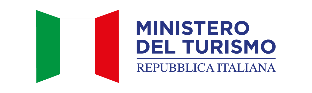 MINISTERO
DEL TURISMO
REPUBBLICA ITALIANA